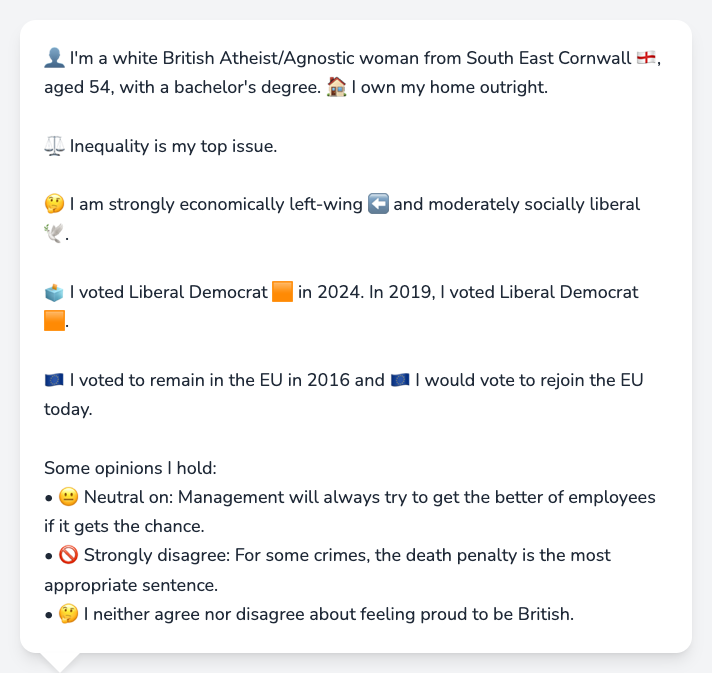 👤 I'm a white British Atheist/Agnostic woman from South East Cornwall 🏴󠁧󠁢󠁥󠁮󠁧󠁿,
aged 54, with a bachelor's degree. 🏠 I own my home outright.
⚖️ Inequality is my top issue.
🤔 I am strongly economically left-wing ⬅️ and moderately socially liberal
🕊️.
🗳️ I voted Liberal Democrat 🟧 in 2024. In 2019, I voted Liberal Democrat
🟧.
🇪🇺 I voted to remain in the EU in 2016 and 🇪🇺 I would vote to rejoin the EU
today.
Some opinions I hold:
• 😐 Neutral on: Management will always try to get the better of employees
if it gets the chance.
• 🚫 Strongly disagree: For some crimes, the death penalty is the most
appropriate sentence.
• 🤔 I neither agree nor disagree about feeling proud to be British.